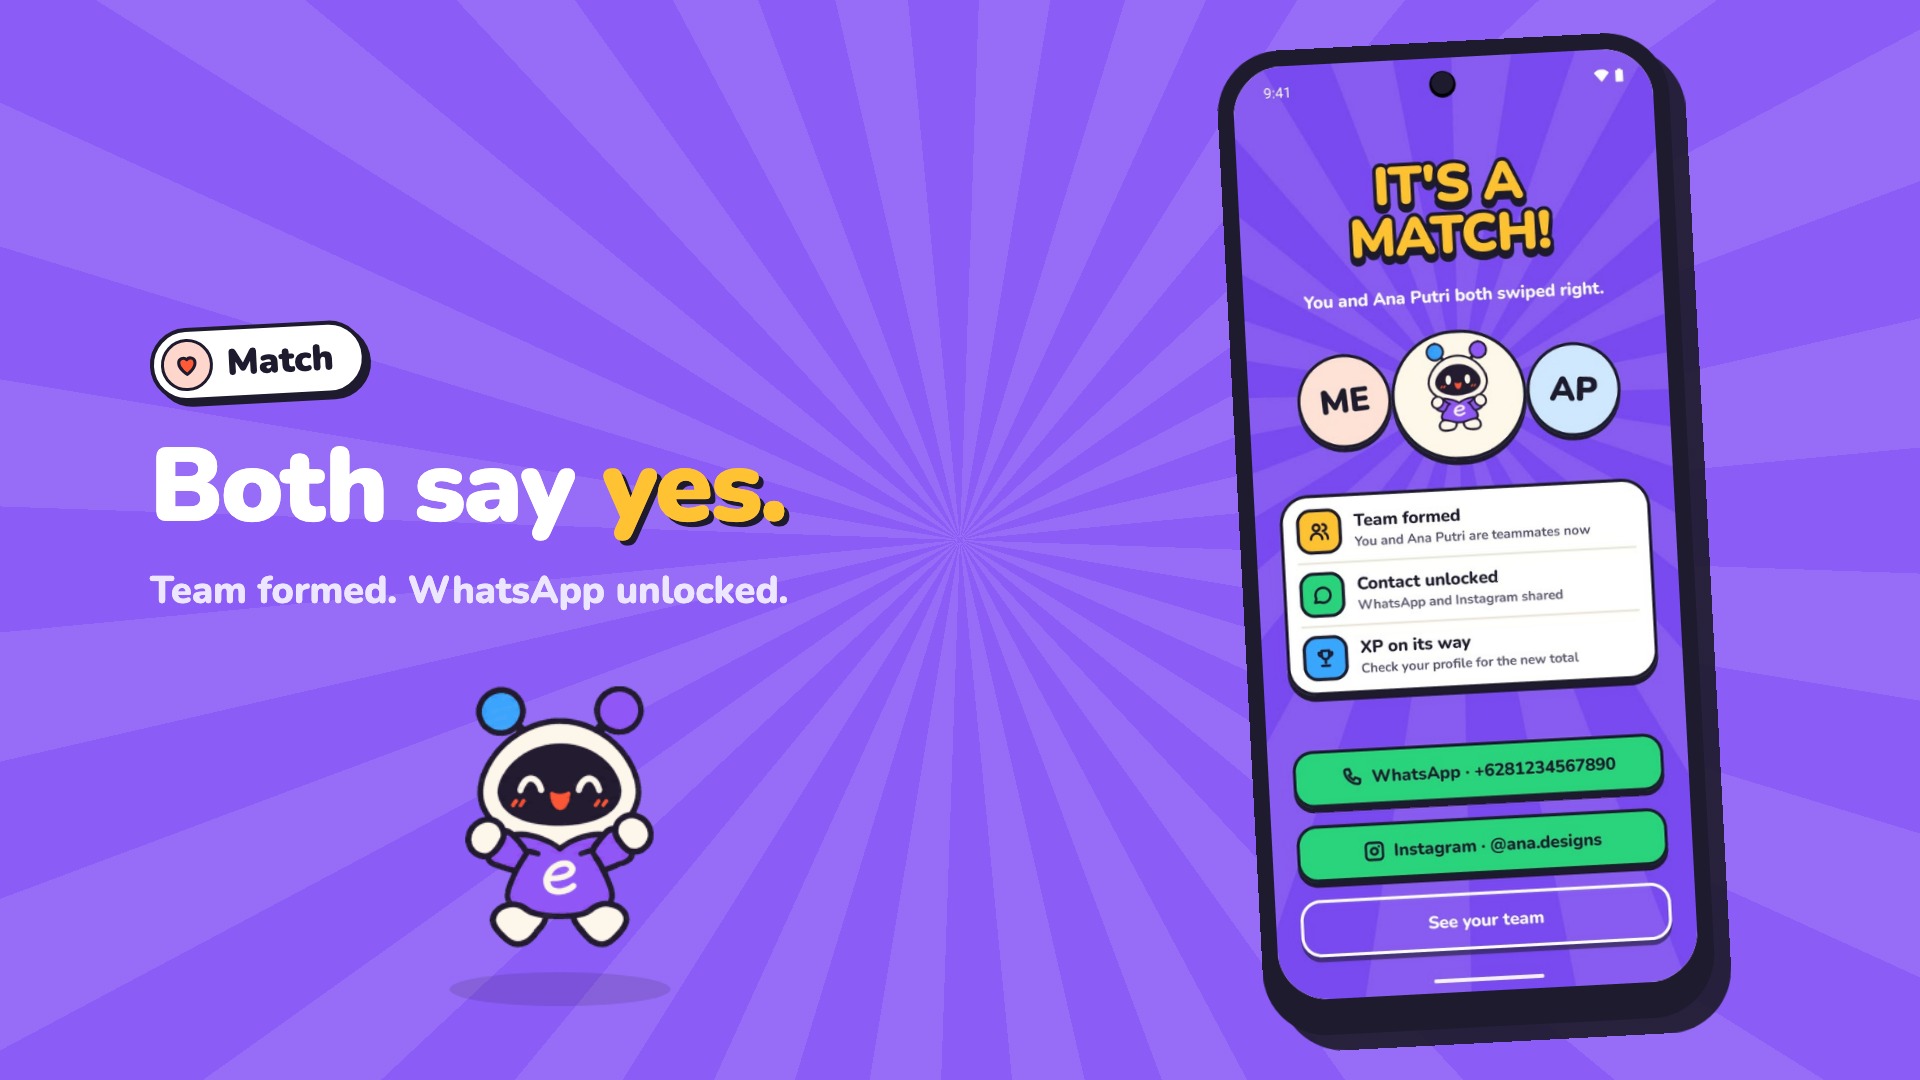 Match
Both say yes.
Team formed. WhatsApp unlocked.
e
9:41
IT'S A
MATCH!
You and Ana Putri both swiped right.
ME
e
AP
Team formed
You and Ana Putri are teammates now
Contact unlocked
WhatsApp and Instagram shared
XP on its way
Check your profile for the new total
WhatsApp · +6281234567890
Instagram · @ana.designs
See your team